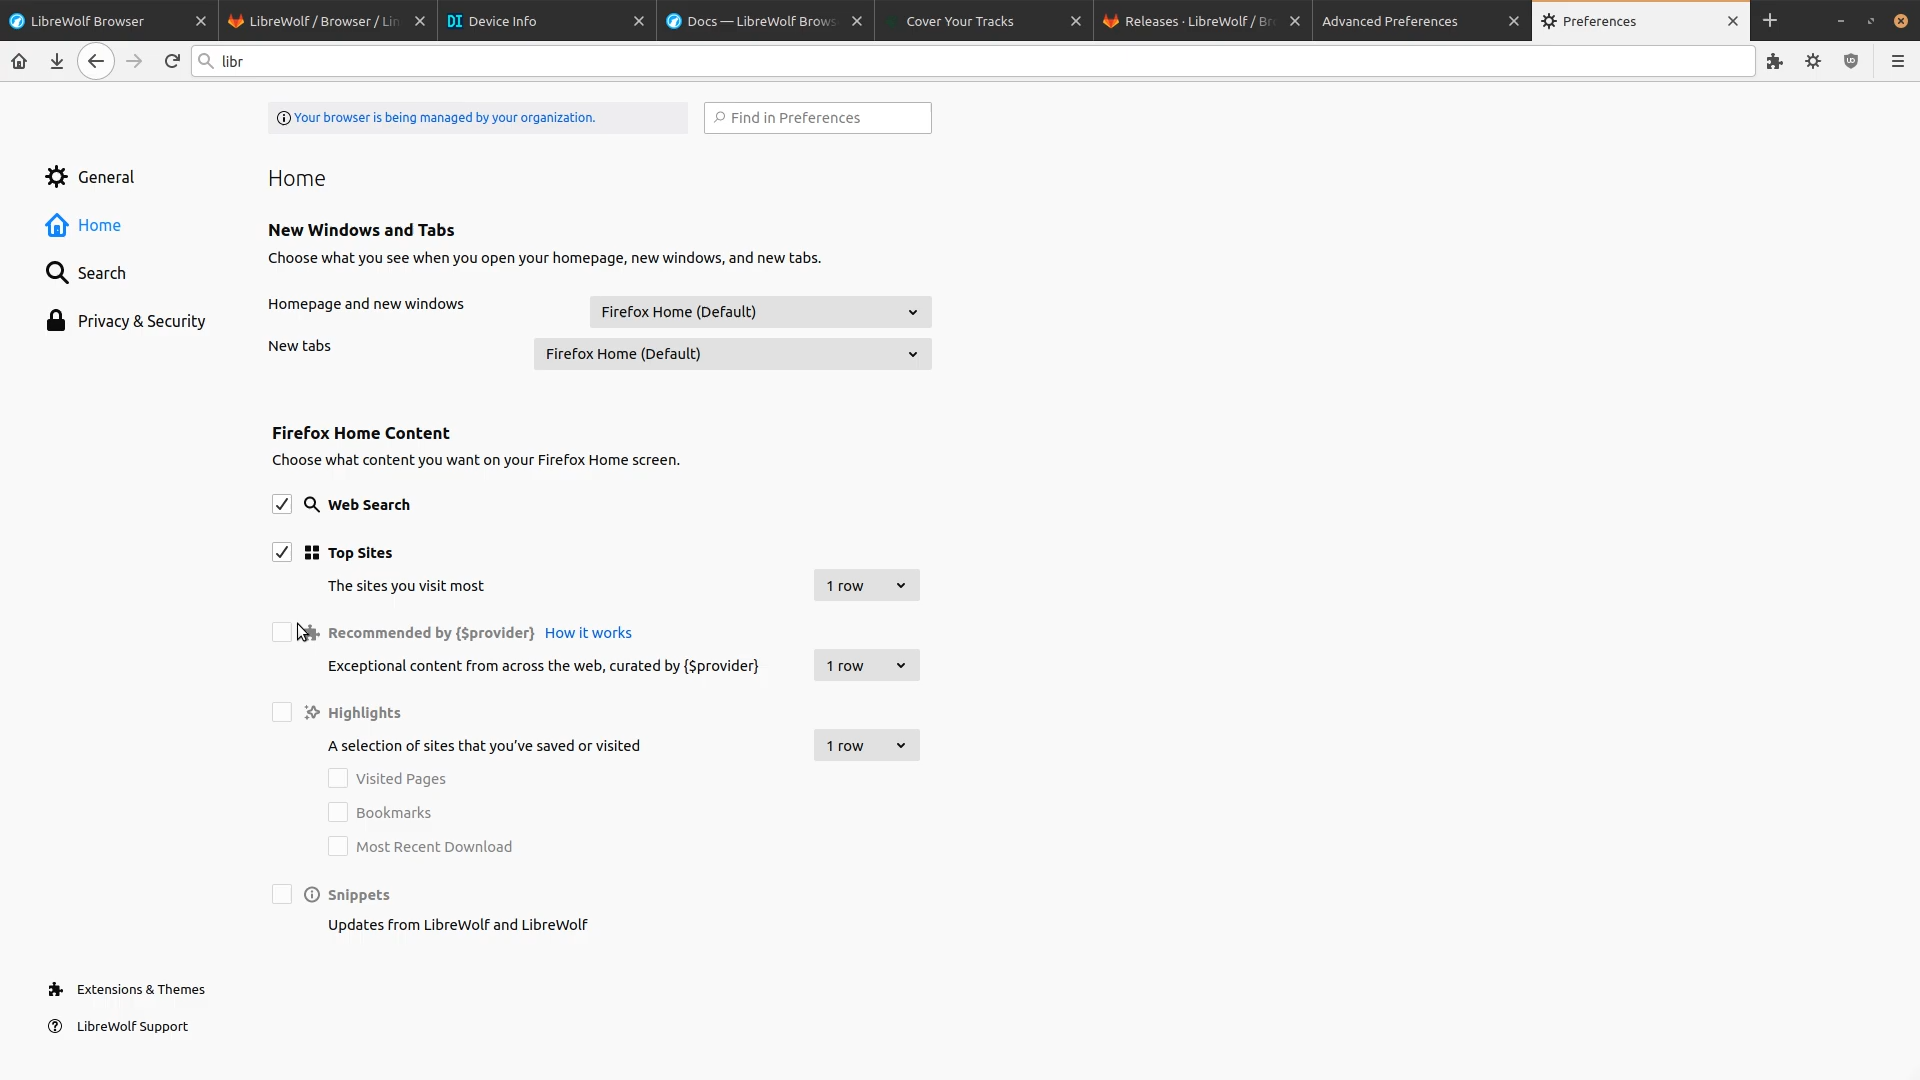 LibreWolf Browser
LibreWolf / Browser / Lin
Device Info
Docs — LibreWolf Brows
Cover Your Tracks
Releases · LibreWolf / Br
Advanced Preferences
Preferences
libr
Your browser is being managed by your organization.
Find in Preferences
General
Home
Search
Privacy & Security
Home
New Windows and Tabs
Choose what you see when you open your homepage, new windows, and new tabs.
Homepage and new windows
Firefox Home (Default)
New tabs
Firefox Home (Default)
Firefox Home Content
Choose what content you want on your Firefox Home screen.
Web Search
Top Sites
The sites you visit most
1 row
Recommended by {$provider} How it works
Exceptional content from across the web, curated by {$provider}
1 row
Highlights
A selection of sites that you’ve saved or visited
1 row
Visited Pages
Bookmarks
Most Recent Download
Snippets
Updates from LibreWolf and LibreWolf
Extensions & Themes
LibreWolf Support